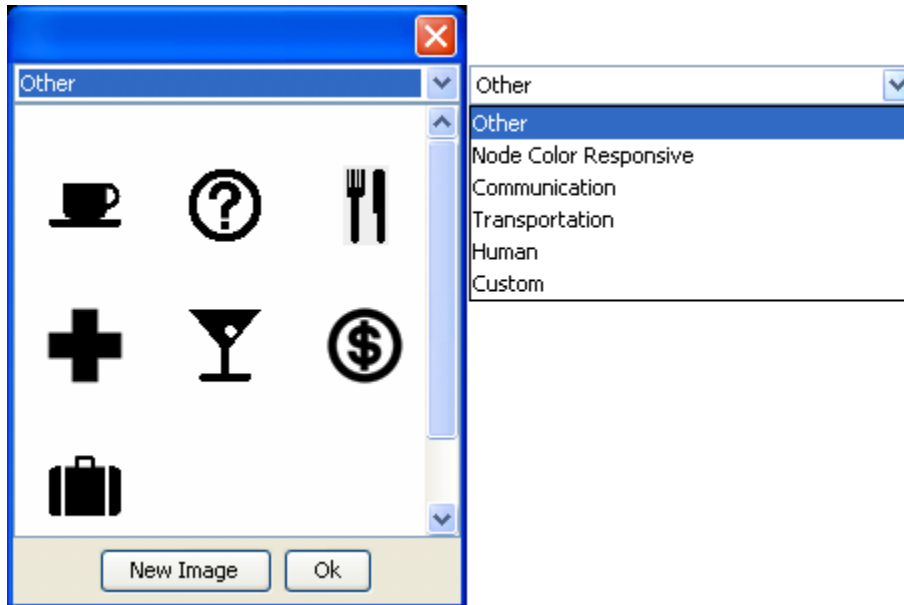 Other
?
$
New Image
Ok
Other
Other
Node Color Responsive
Communication
Transportation
Human
Custom